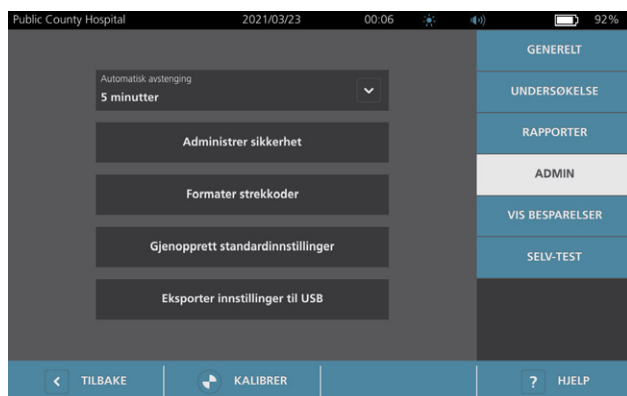 Public County Hospital 2021/03/23 00:06 92%
GENERELT
Automatisk avstenging
5 minutter
UNDERSØKELSE
RAPPORTER
Administrer sikkerhet
ADMIN
Formater strekkoder
VIS BESPARELSER
Gjenopprett standardinnstillinger
SELV-TEST
Eksporter innstillinger til USB
TILBAKE KALIBRER ? HJELP